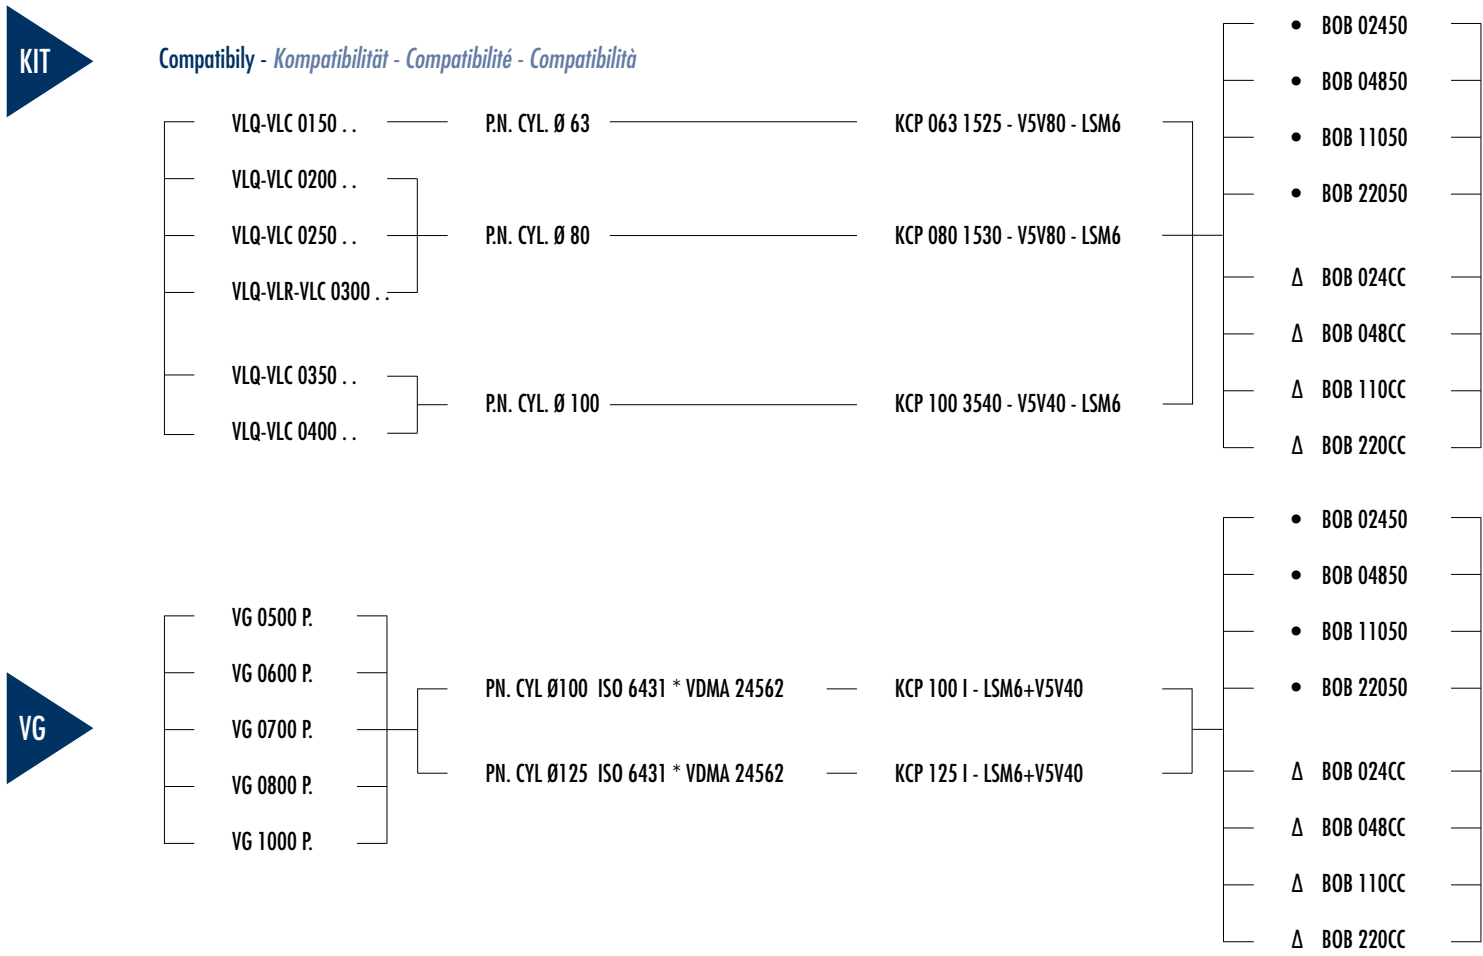 KIT
Compatibily - Kompatibilität - Compatibilité - Compatibilità
VLQ-VLC 0150 . . P.N. CYL. Ø 63 KCP 063 1525 - V5V80 - LSM6
VLQ-VLC 0200 . .
VLQ-VLC 0250 . . P.N. CYL. Ø 80 KCP 080 1530 - V5V80 - LSM6
VLQ-VLR-VLC 0300 . .
VLQ-VLC 0350 . .
P.N. CYL. Ø 100 KCP 100 3540 - V5V40 - LSM6
VLQ-VLC 0400 . .
• BOB 02450
• BOB 04850
• BOB 11050
• BOB 22050
Δ BOB 024CC
Δ BOB 048CC
Δ BOB 110CC
Δ BOB 220CC
VG
VG 0500 P.
VG 0600 P.
VG 0700 P.
VG 0800 P.
VG 1000 P.
PN. CYL Ø100 ISO 6431 * VDMA 24562 KCP 100 I - LSM6+V5V40
PN. CYL Ø125 ISO 6431 * VDMA 24562 KCP 125 I - LSM6+V5V40
• BOB 02450
• BOB 04850
• BOB 11050
• BOB 22050
Δ BOB 024CC
Δ BOB 048CC
Δ BOB 110CC
Δ BOB 220CC